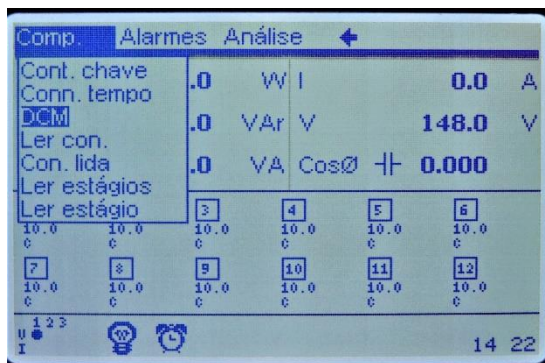 Comp. Alarmes Análise
Cont. chave
Conn. tempo
DCM
Ler con.
Con. lida
Ler estágios
Ler estágio
.0 W I 0.0 A
.0 VAr V 148.0 V
.0 VA CosØ 0.000
3 4 5 6
10.0 10.0 10.0 10.0 10.0 10.0
C C C C C C
7 8 9 10 11 12
10.0 10.0 10.0 10.0 10.0 10.0
C C C C C C
1 2 3
U
I
14 22